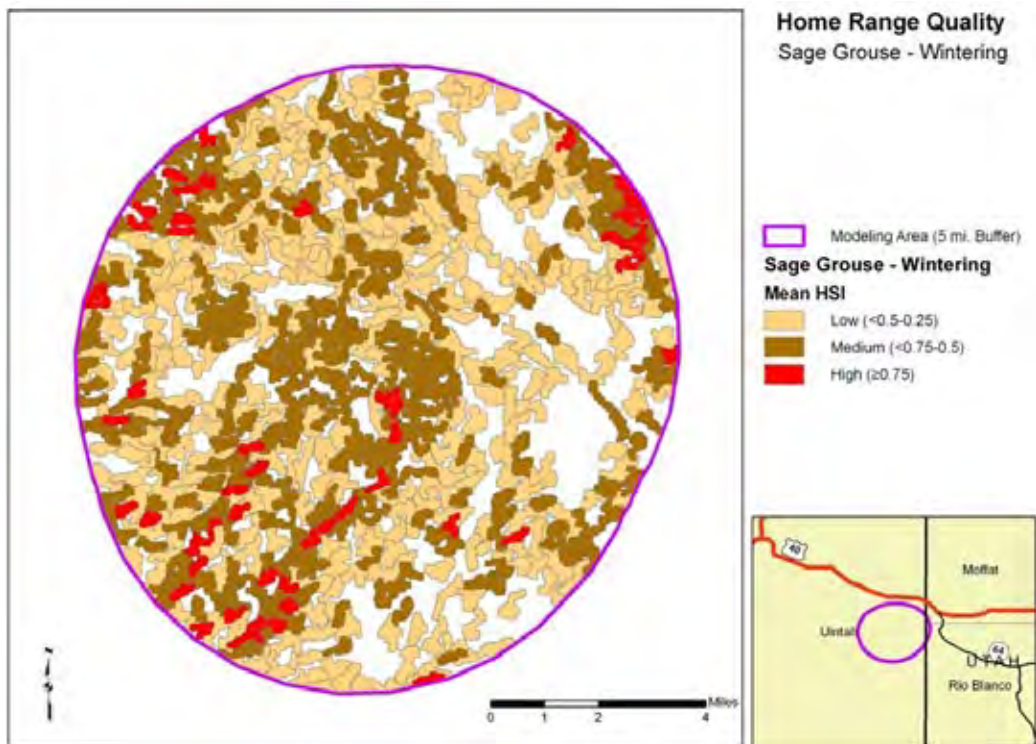 Home Range Quality
Sage Grouse - Wintering
Modeling Area (5 mi. Buffer)
Sage Grouse - Wintering
Mean HSI
Low (<0.5-0.25)
Medium (<0.75-0.5)
High (≥0.75)
Miles
0 1 2 4
40
Moffat
Uintah
64
UTAH
Rio Blanco